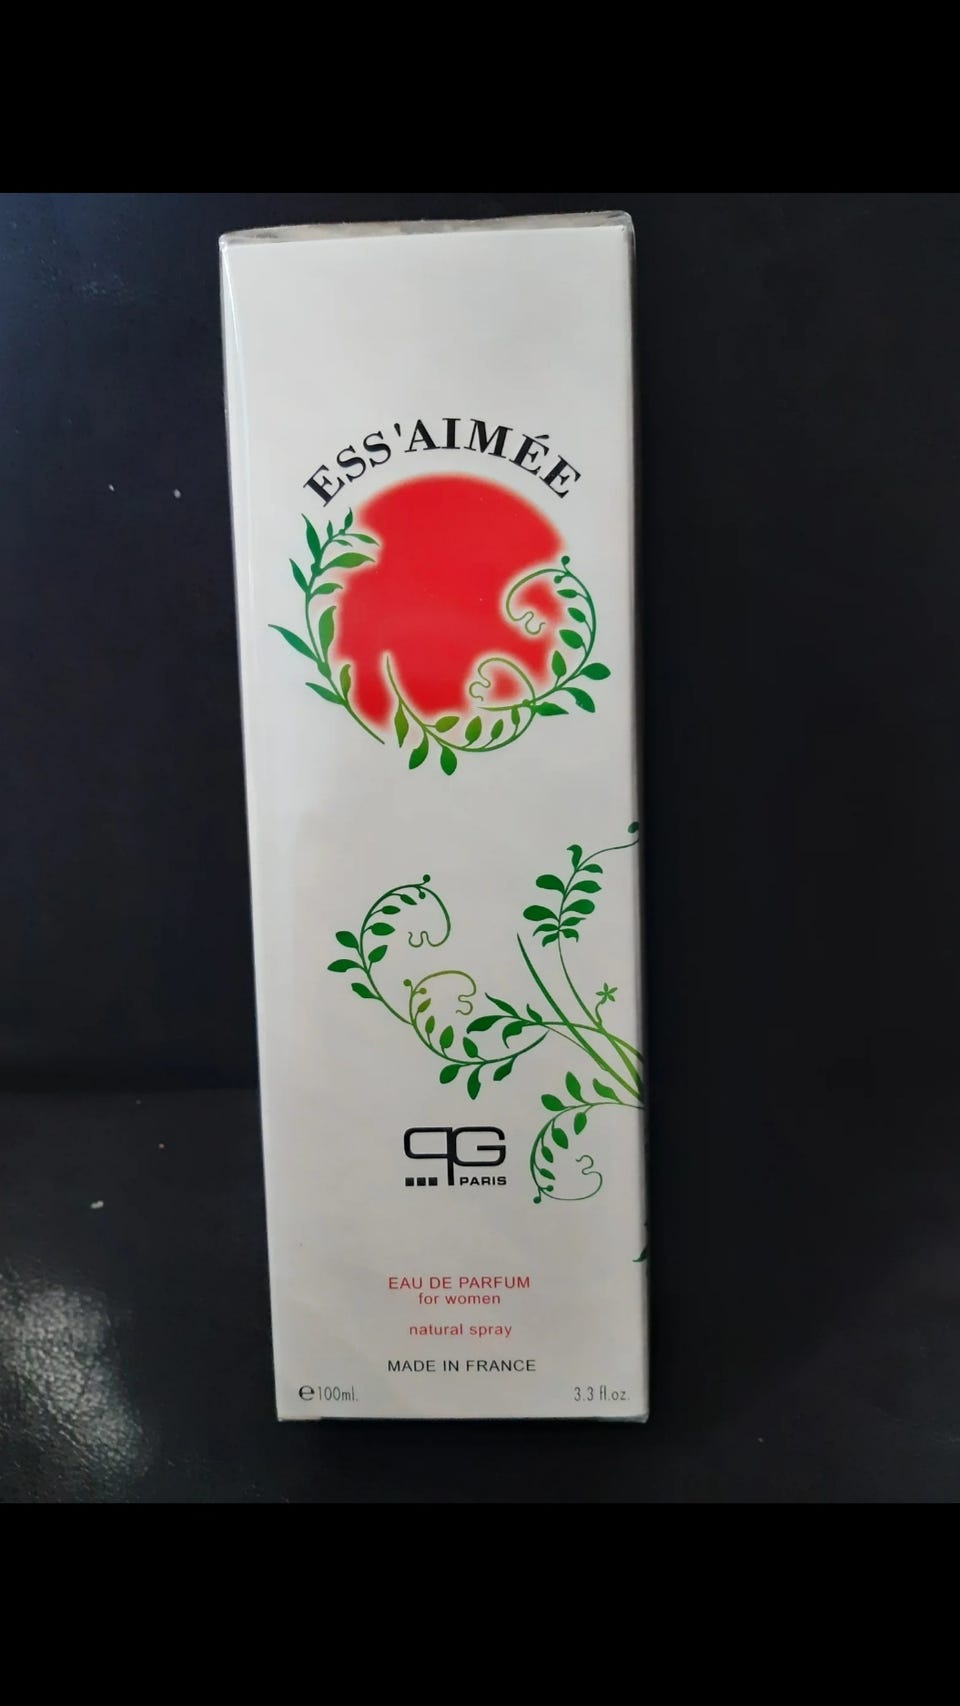 ESS'AIMÉE
PG
PARIS
EAU DE PARFUM
for women
natural spray
MADE IN FRANCE
℮100ml. 3.3 fl.oz.